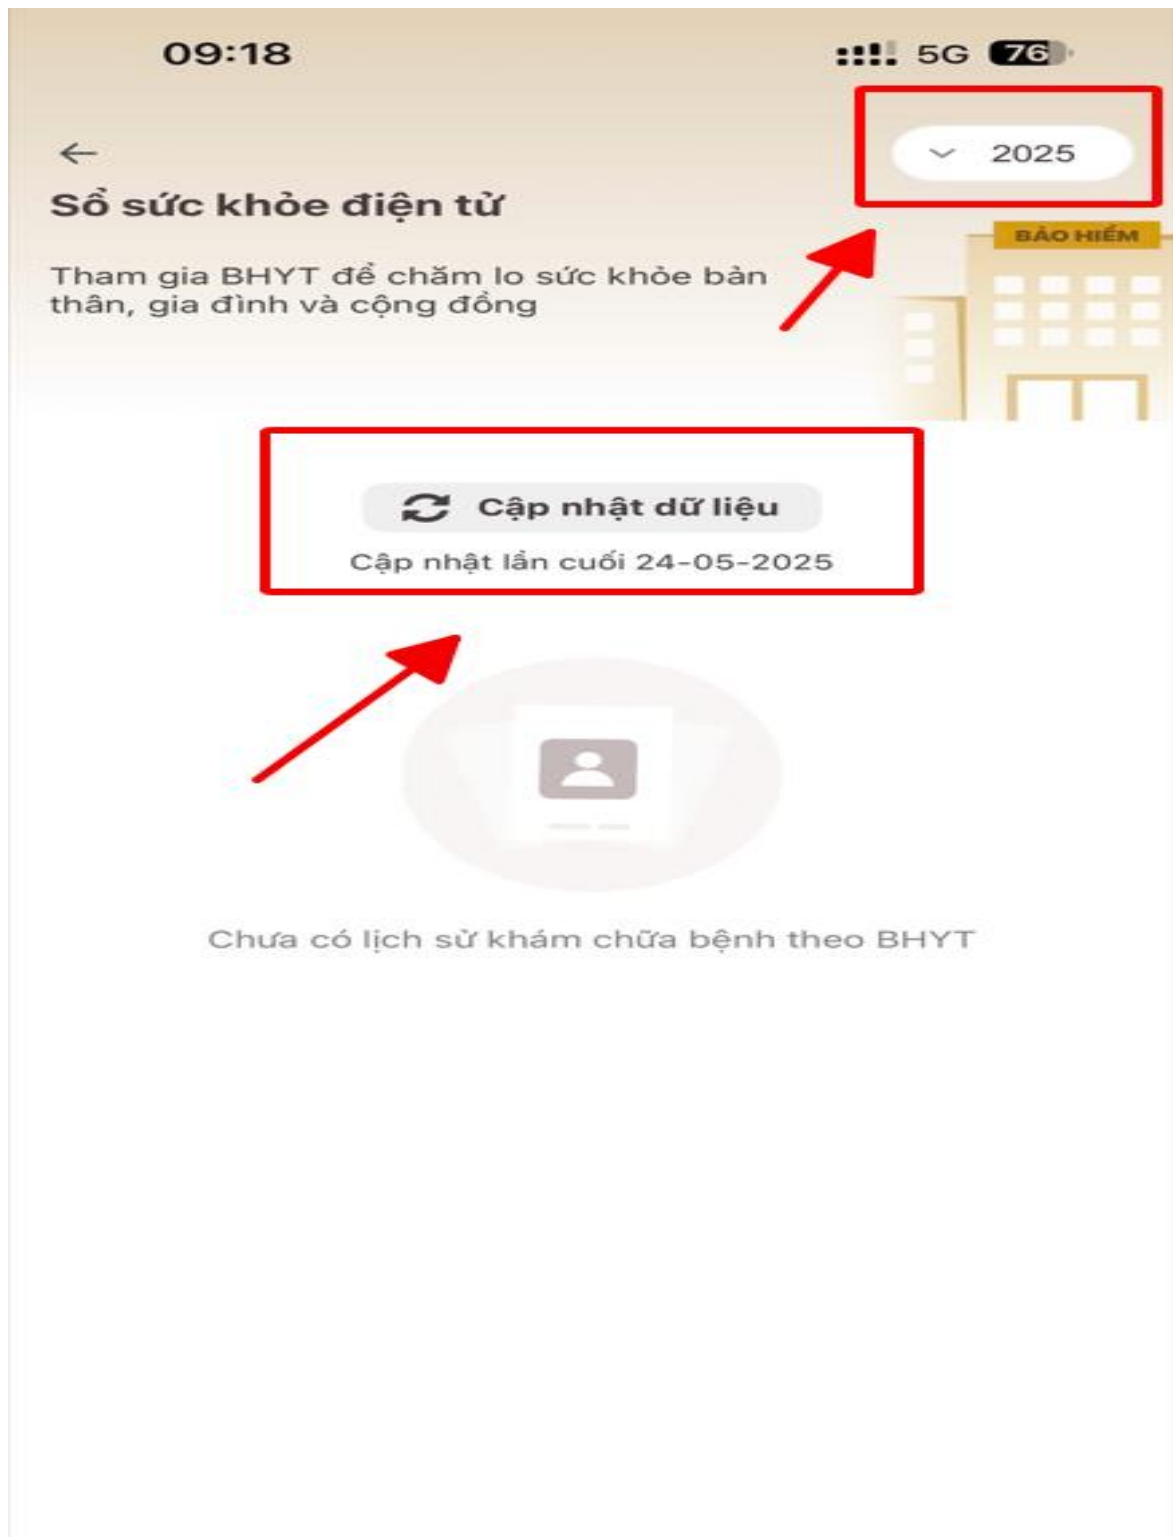 09:18
5G 76
2025
Sổ sức khỏe điện tử
BẢO HIỂM
Tham gia BHYT để chăm lo sức khỏe bản
thân, gia đình và cộng đồng
Cập nhật dữ liệu
Cập nhật lần cuối 24-05-2025
Chưa có lịch sử khám chữa bệnh theo BHYT